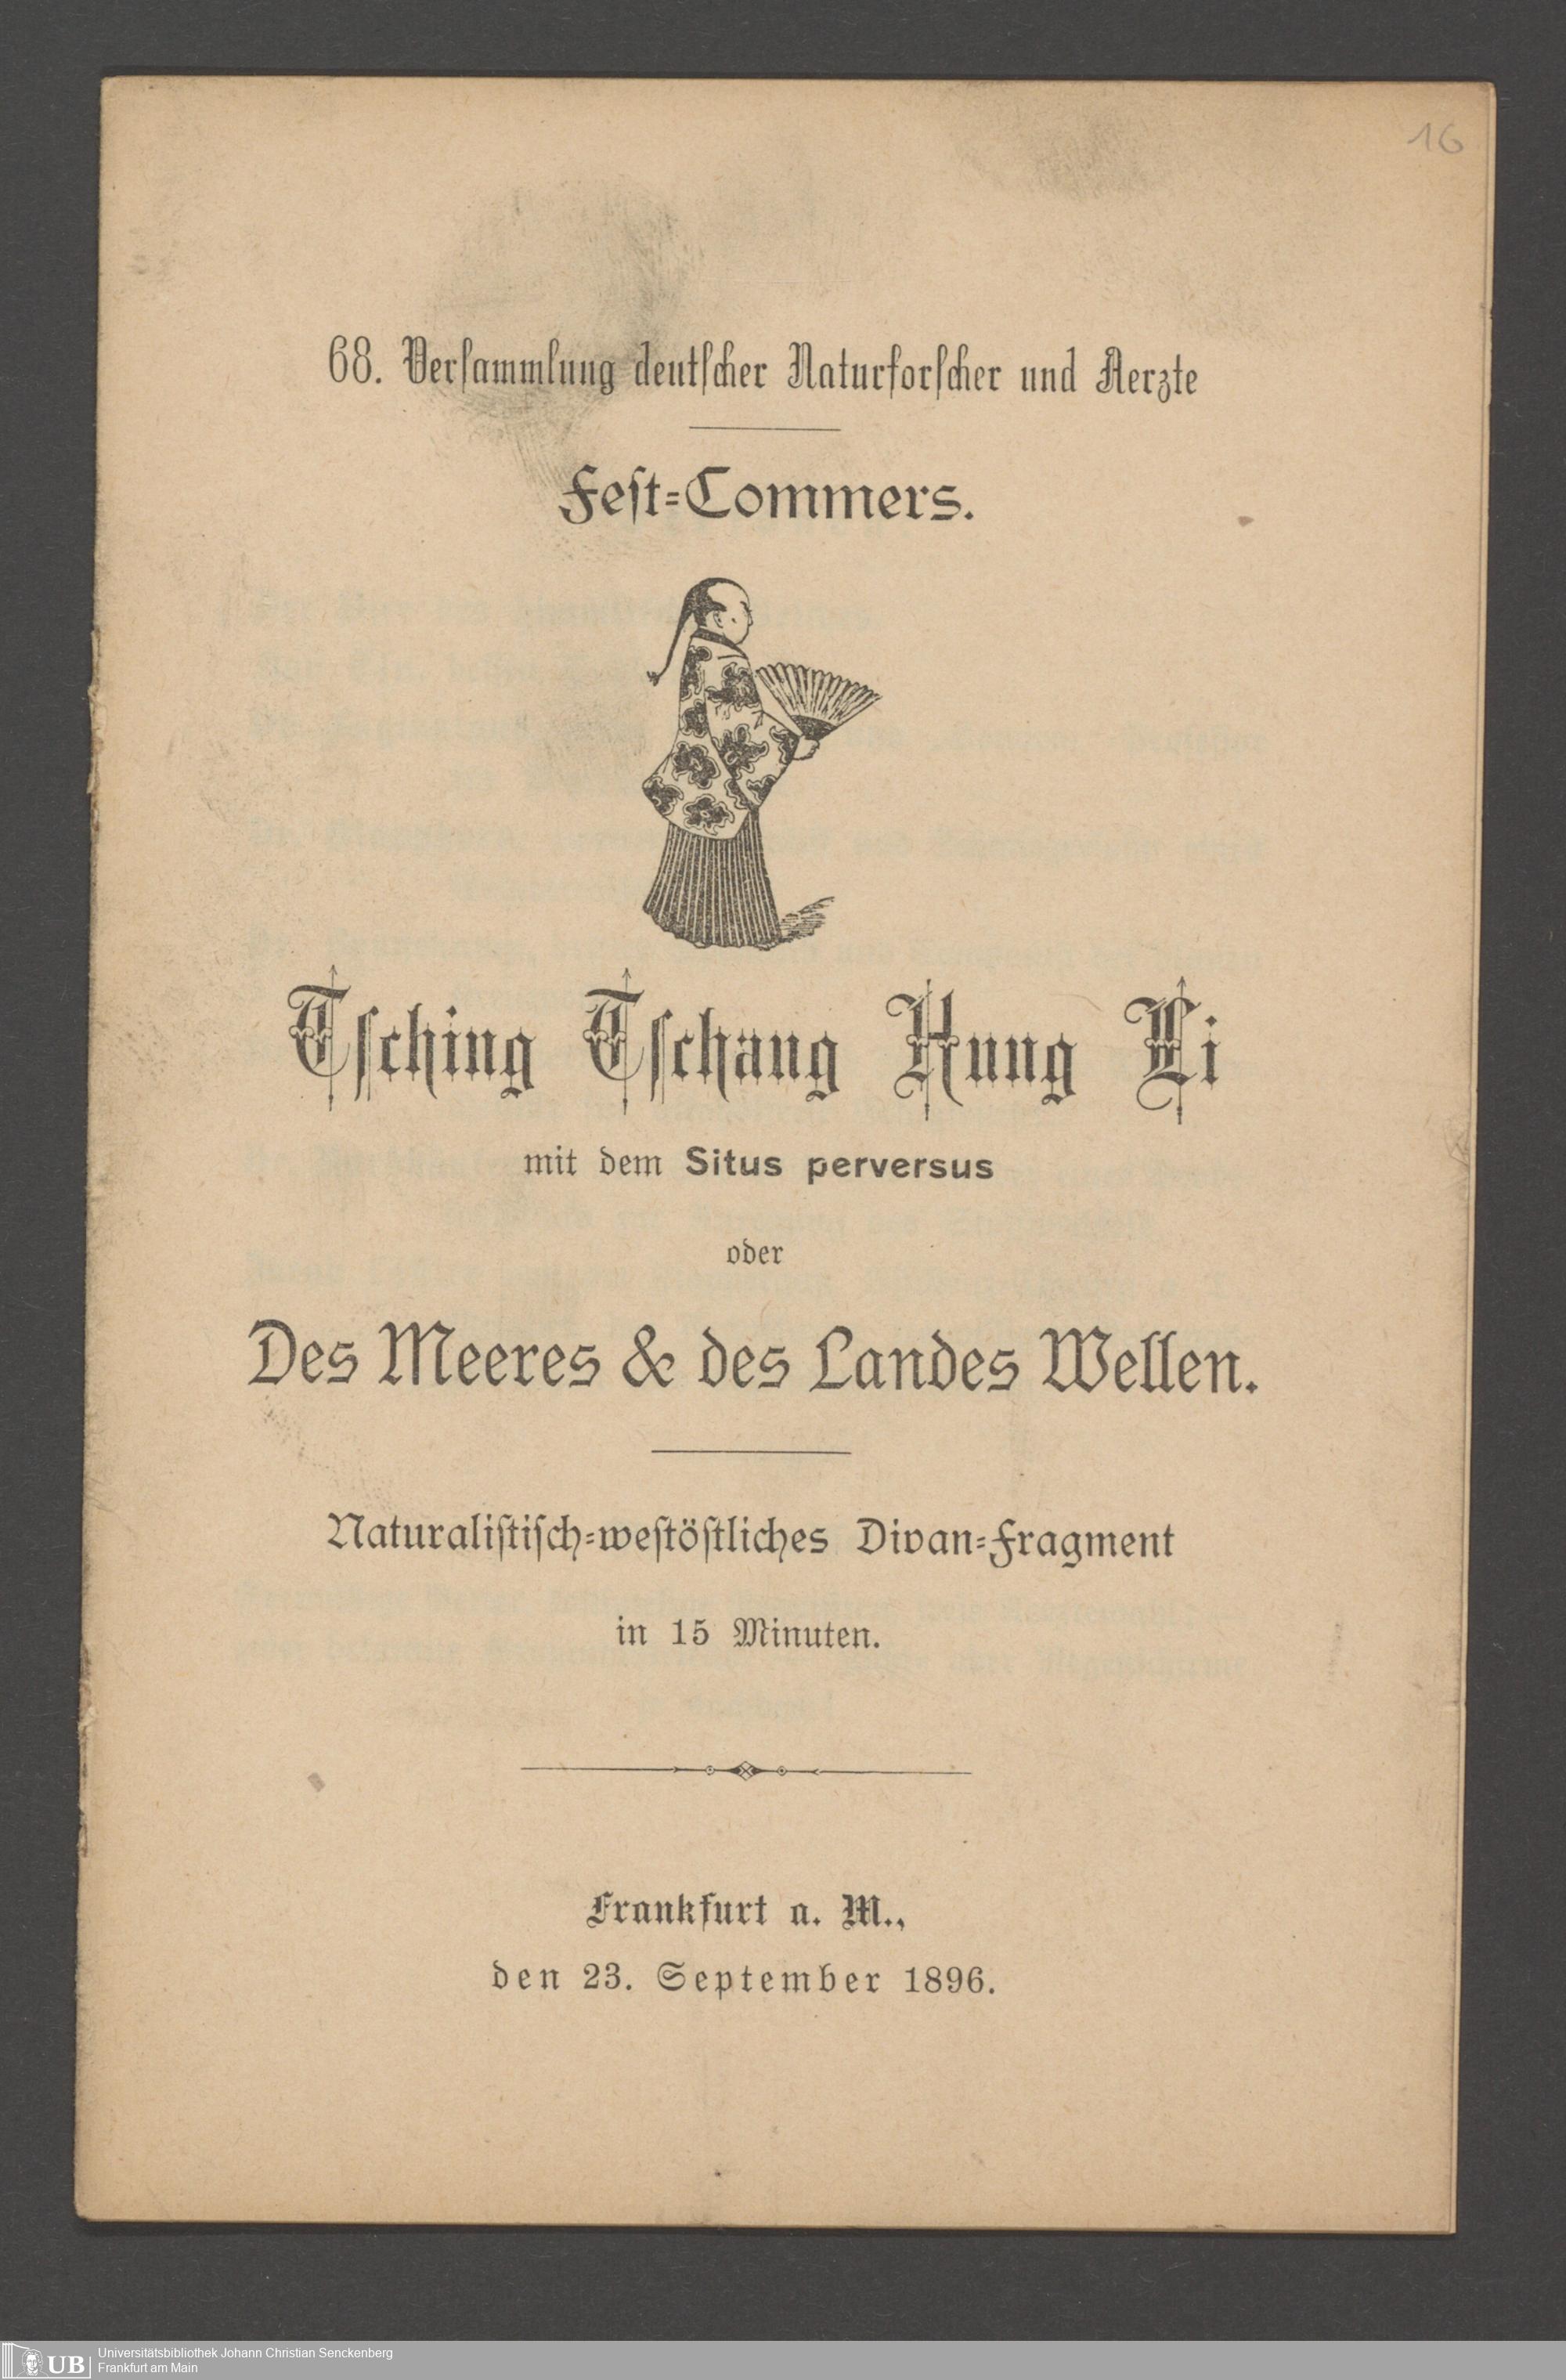 16
68. Versammlung deutscher Naturforscher und Aerzte
Fest-Commers.
Tsching Tschang Hung Li
mit dem Situs perversus
oder
Des Meeres & des Landes Wellen.
Naturalistisch-westöstliches Divan-Fragment
in 15 Minuten.
Frankfurt a. M.,
den 23. September 1896.
UB
Universitätsbibliothek Johann Christian Senckenberg
Frankfurt am Main